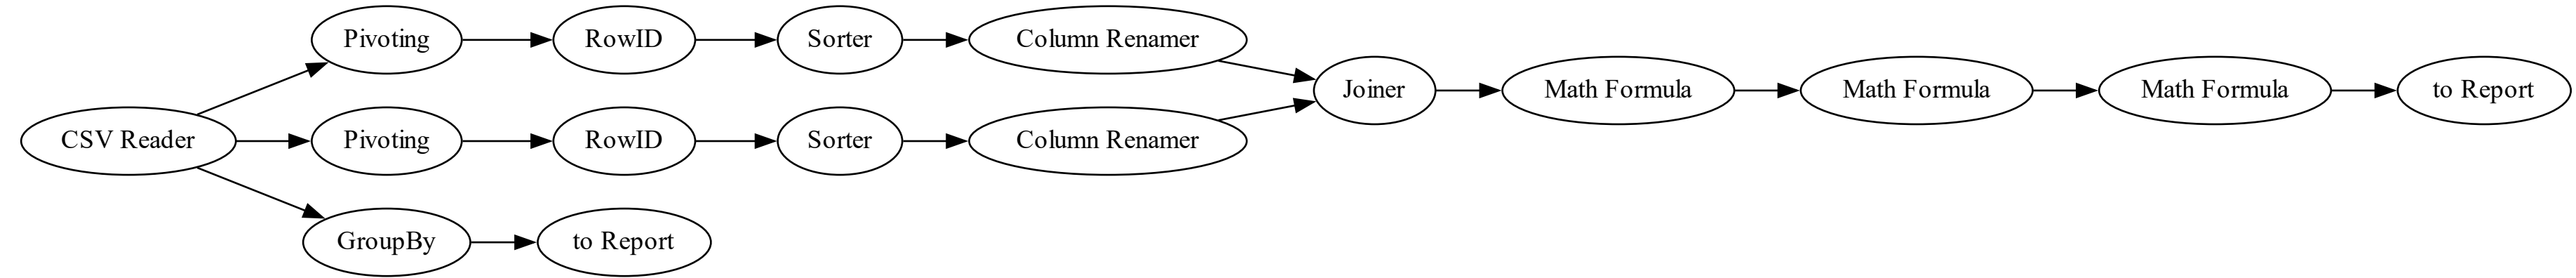 Pivoting
RowID
Sorter
Column Renamer
CSV Reader
Pivoting
RowID
Sorter
Column Renamer
Joiner
Math Formula
Math Formula
Math Formula
to Report
GroupBy
to Report